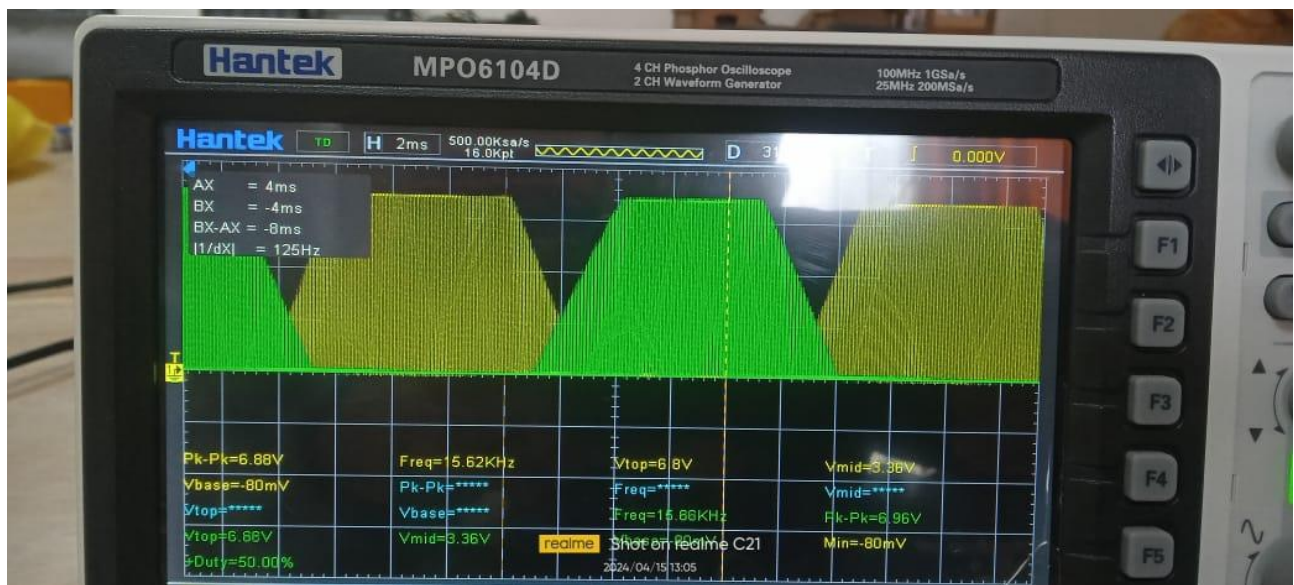 Hantek MPO6104D 4 CH Phosphor Oscilloscope 100MHz 1GSa/s
2 CH Waveform Generator 25MHz 200MSa/s
Hantek TD H 2ms 500.00Ksa/s D 0.000V
16.0Kpt
AX = 4ms
BX = -4ms
BX-AX = -8ms
|1/dX| = 125Hz
F1
F2
F3
F4
F5
T
Pk-Pk=6.88V Freq=15.62KHz Vtop=6.8V Vmid=3.36V
Vbase=-80mV Pk-Pk=***** Freq=***** Vmid=*****
Vtop=***** Vbase=***** Freq=15.66KHz Pk-Pk=6.96V
Vtop=6.88V Vmid=3.36V Vbase=-80mV Min=-80mV
+Duty=50.00%
realme Shot on realme C21
2024/04/15 13:05